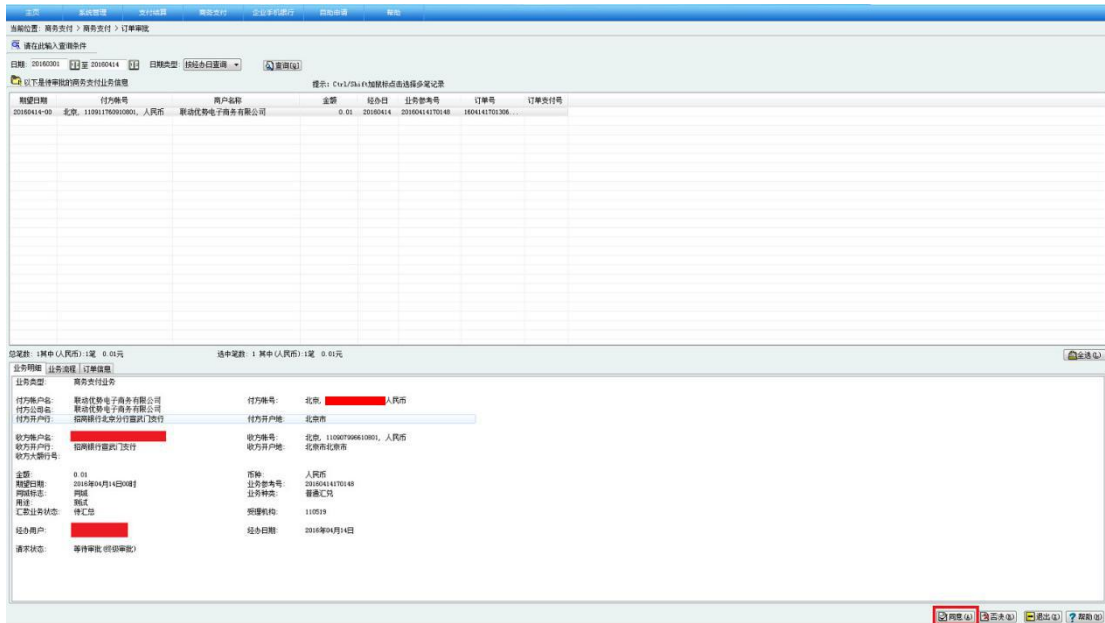 主页 系统管理 支付结算 商务支付 企业手机银行 自助申请 帮助
当前位置: 商务支付 > 商务支付 > 订单审批
请在此输入查询条件
日期: 20160301 至 20160414 日期类型: 按经办日查询 查询(Q)
以下是待审批的商务支付业务信息 提示: Ctrl/Shift加鼠标点击选择多笔记录
期望日期 付方帐号 商户名称 金额 经办日 业务参考号 订单号 订单支付号
20160414-00 北京, 110911760910801, 人民币 联动优势电子商务有限公司 0.01 20160414 20160414170148 1604141701306...
总笔数: 1其中(人民币):1笔 0.01元 选中笔数: 1 其中(人民币):1笔 0.01元 全选(L)
业务明细 业务流程 订单信息
业务类型: 商务支付业务
付方帐户名: 联动优势电子商务有限公司 付方帐号: 北京, 人民币
付方公司名: 联动优势电子商务有限公司
付方开户行: 招商银行北京分行宣武门支行 付方开户地: 北京市
收方帐户名: 收方帐号: 北京, 110907996610801, 人民币
收方开户行: 招商银行宣武门支行 收方开户地: 北京市北京市
收方大额行号:
金额: 0.01 币种: 人民币
期望日期: 2016年04月14日00时 业务参考号: 20160414170148
同城标志: 同城 业务种类: 普通汇兑
用途: 测试
汇款业务状态: 待汇总 受理机构: 110519
经办用户: 经办日期: 2016年04月14日
请求状态: 等待审批(终级审批)
同意(A) 否决(D) 退出(Q) 帮助(H)